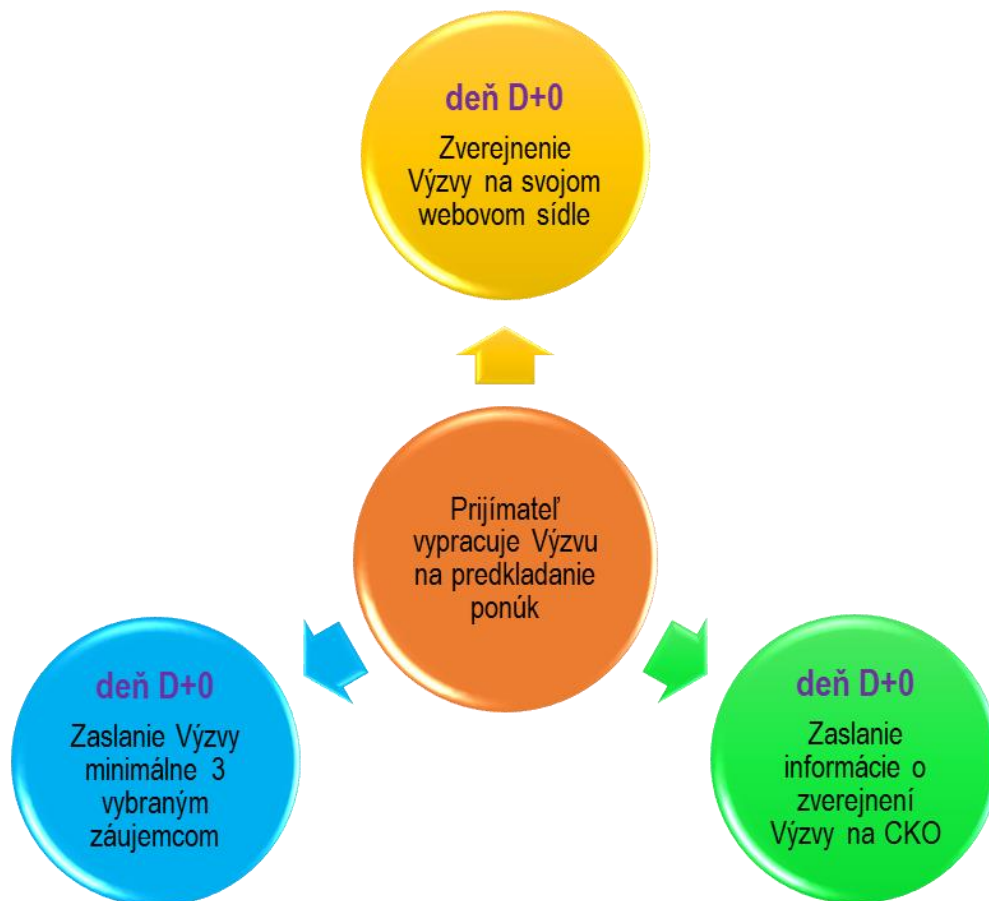 deň D+0
Zverejnenie
Výzvy na svojom
webovom sídle
Prijímateľ
vypracuje Výzvu
na predkladanie
ponúk
deň D+0
Zaslanie Výzvy
minimálne 3
vybraným
záujemcom
deň D+0
Zaslanie
informácie o
zverejnení
Výzvy na CKO